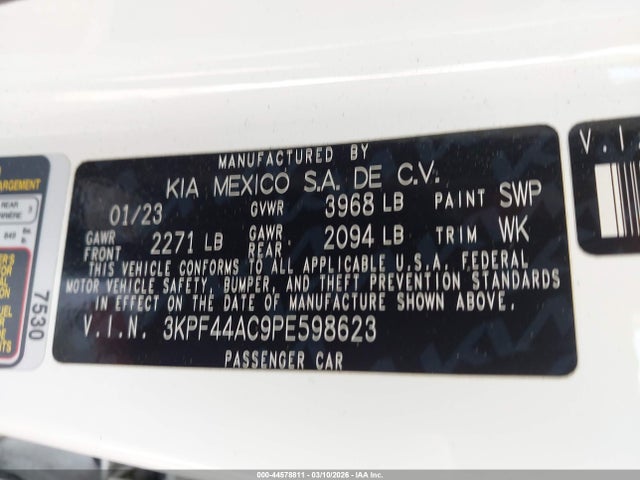 MANUFACTURED BY
KIA MEXICO S.A. DE C.V.
01/23 GVWR 3968 LB PAINT SWP
GAWR FRONT 2271 LB GAWR REAR 2094 LB TRIM WK
THIS VEHICLE CONFORMS TO ALL APPLICABLE U.S.A. FEDERAL
MOTOR VEHICLE SAFETY, BUMPER, AND THEFT PREVENTION STANDARDS
IN EFFECT ON THE DATE OF MANUFACTURE SHOWN ABOVE.
V.I.N. 3KPF44AC9PE598623
PASSENGER CAR
ARGEMENT
REAR
7530
V.I.
000-44578811 - 03/10/2026 - IAA Inc.